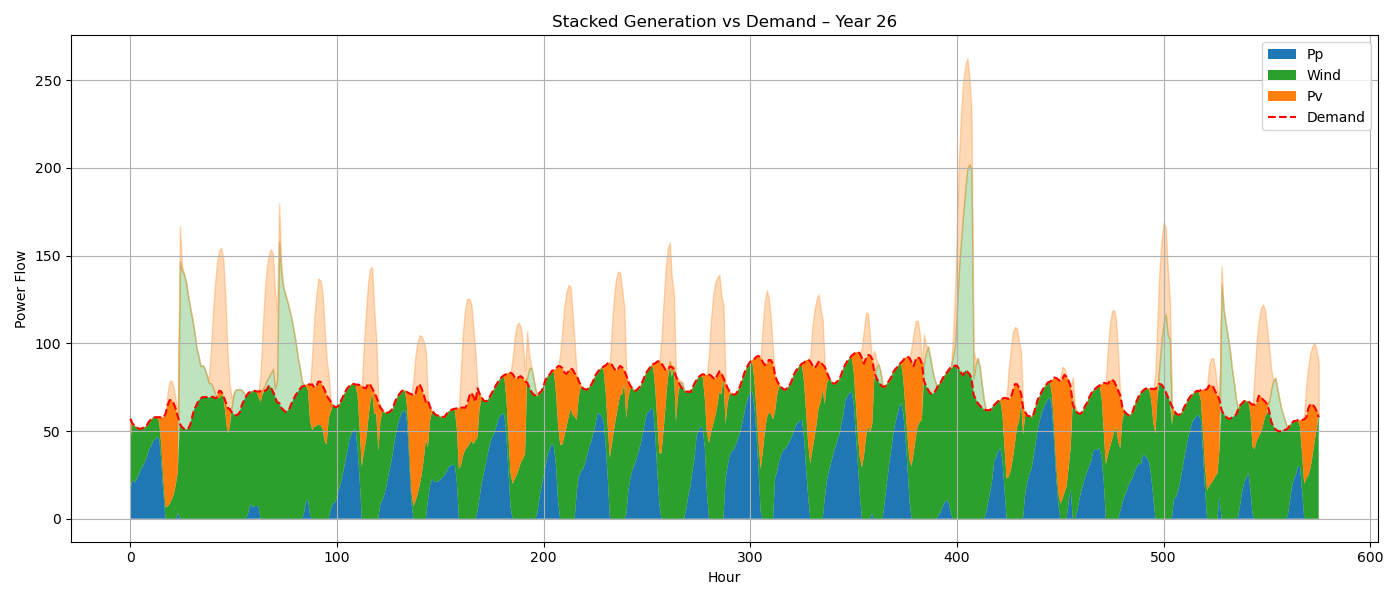 Stacked Generation vs Demand – Year 26
Power Flow
250
200
150
100
50
0
0 100 200 300 400 500 600
Hour
Pp
Wind
Pv
Demand